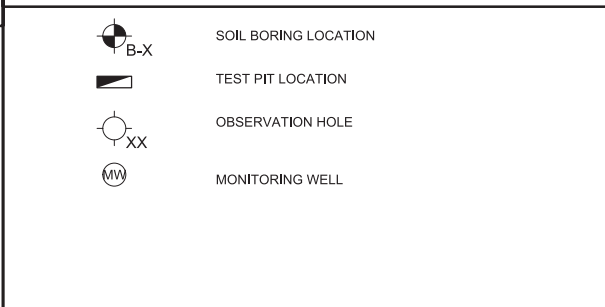 B-X SOIL BORING LOCATION
TEST PIT LOCATION
XX OBSERVATION HOLE
MW MONITORING WELL